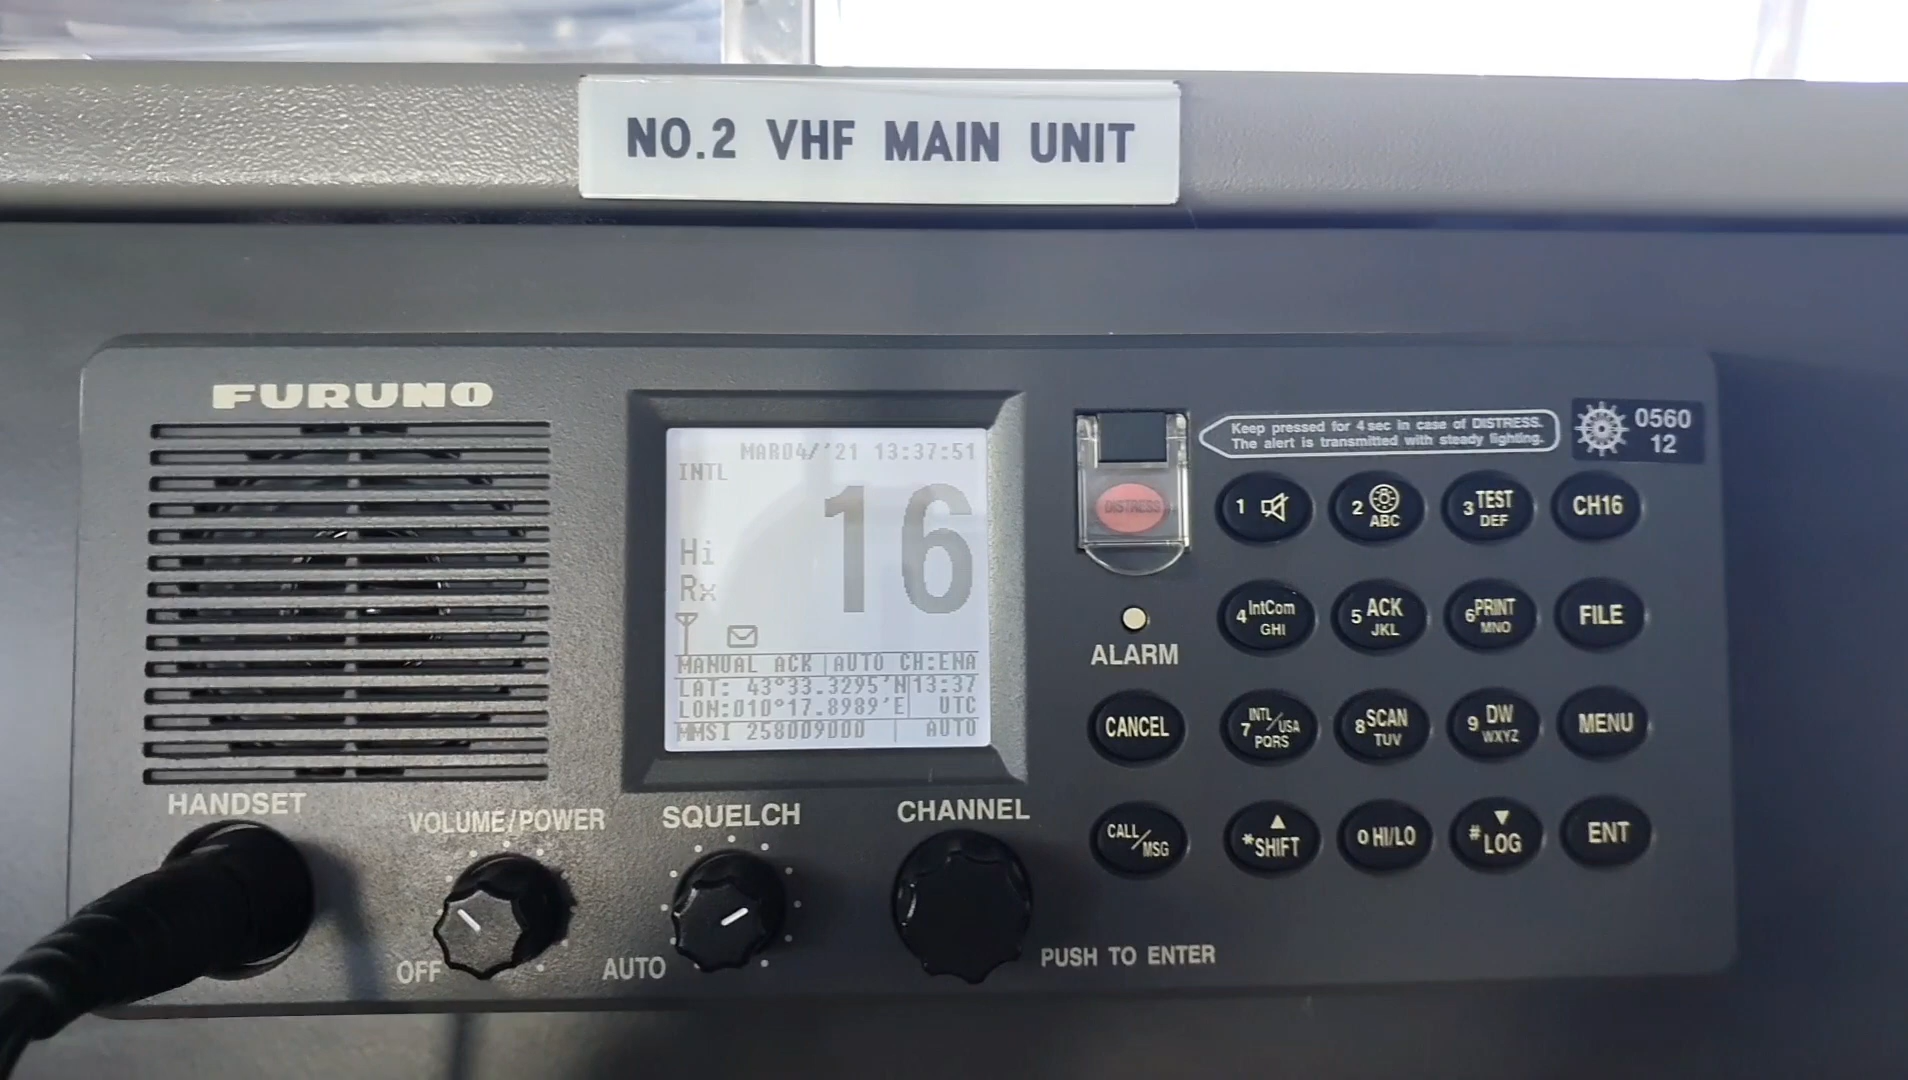 NO.2 VHF MAIN UNIT
FURUNO
MAR04/'21 13:37:51
INTL
16
Hi
Rx
MANUAL ACK |AUTO CH:ENA
LAT: 43°33.3295'N|13:37
LON:010°17.8989'E| UTC
MMSI 258009000 | AUTO
DISTRESS
Keep pressed for 4 sec in case of DISTRESS.
The alert is transmitted with steady lighting.
0560
12
1
2 ABC
3 TEST DEF
CH16
ALARM
4 IntCom GHI
5 ACK JKL
6 PRINT MNO
FILE
CANCEL
7 INTL/USA PQRS
8 SCAN TUV
9 DW WXYZ
MENU
CALL/MSG
*SHIFT
0 HI/LO
# LOG
ENT
HANDSET
VOLUME/POWER
SQUELCH
CHANNEL
OFF
AUTO
PUSH TO ENTER